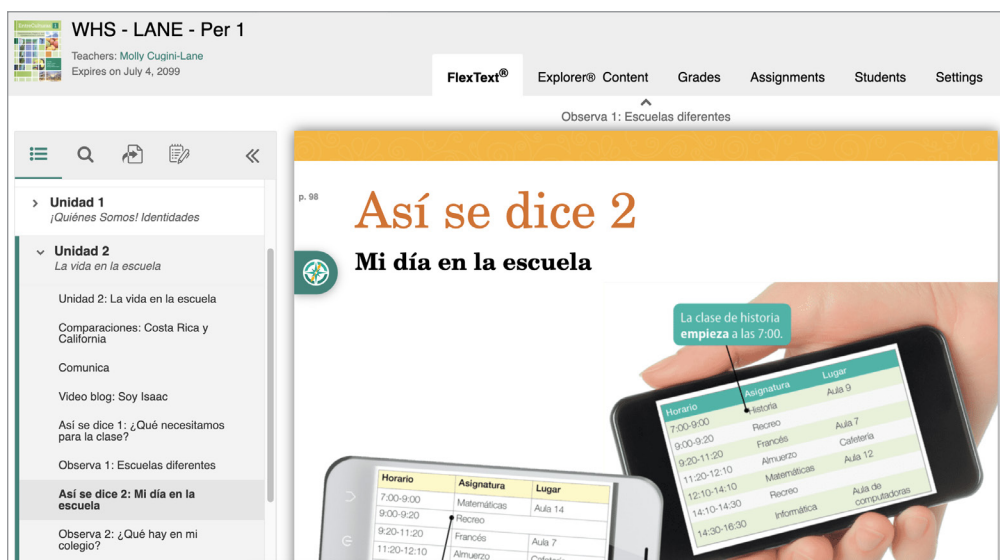 WHS - LANE - Per 1
Teachers: Molly Cugini-Lane
Expires on July 4, 2099
FlexText®
Explorer® Content
Grades
Assignments
Students
Settings
Observa 1: Escuelas diferentes
Unidad 1
¡Quiénes Somos! Identidades
Unidad 2
La vida en la escuela
Unidad 2: La vida en la escuela
Comparaciones: Costa Rica y
California
Comunica
Video blog: Soy Isaac
Así se dice 1: ¿Qué necesitamos
para la clase?
Observa 1: Escuelas diferentes
Así se dice 2: Mi día en la
escuela
Observa 2: ¿Qué hay en mi
colegio?
p. 98
Así se dice 2
Mi día en la escuela
La clase de historia
empieza a las 7:00.
Horario Asignatura Lugar
7:00-9:00 Historia Aula 9
9:00-9:20 Recreo
9:20-11:20 Francés Aula 7
11:20-12:10 Almuerzo Cafetería
12:10-14:10 Matemáticas Aula 12
14:10-14:30 Recreo
14:30-16:30 Informática Aula de
computadoras
Horario Asignatura Lugar
7:00-9:00 Matemáticas Aula 14
9:00-9:20 Recreo
9:20-11:20 Francés Aula 7
11:20-12:10 Almuerzo